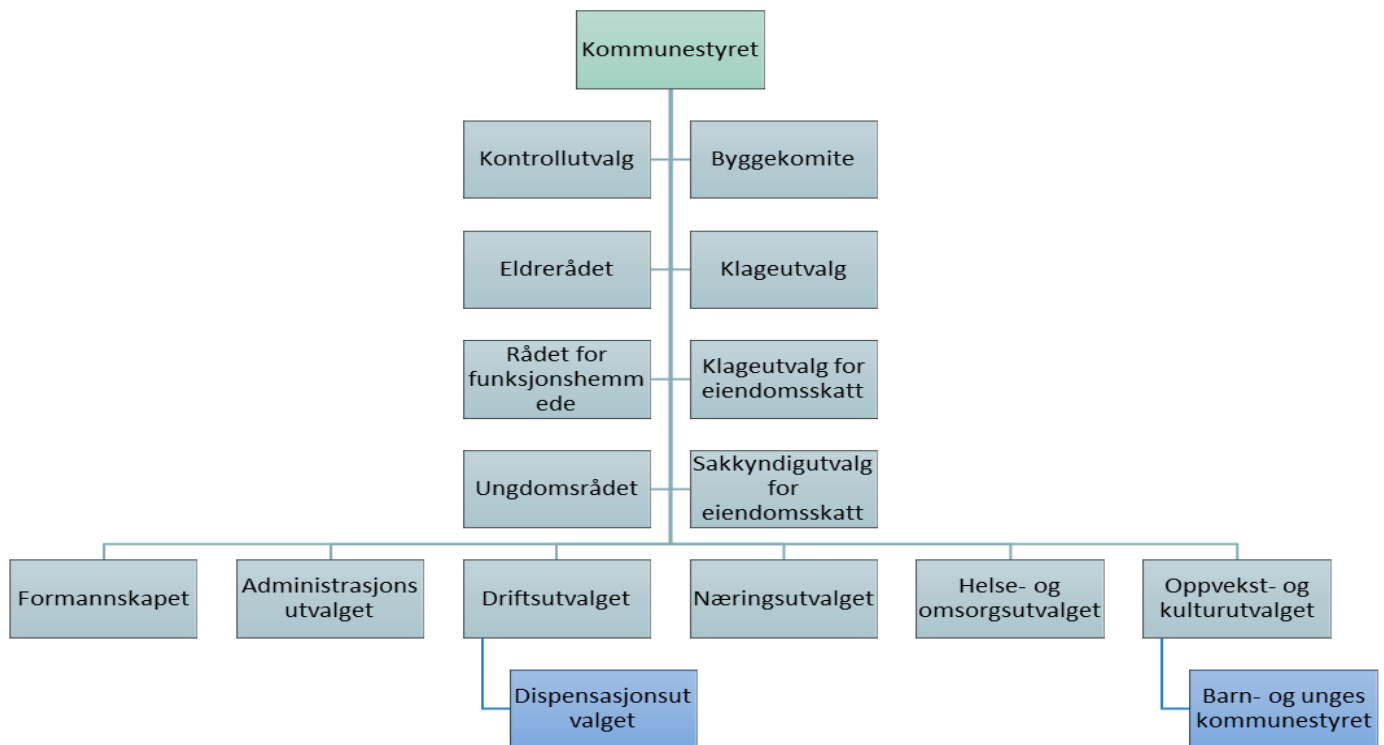 Kommunestyret
Kontrollutvalg
Byggekomite
Eldrerådet
Klageutvalg
Rådet for
funksjonshemm
ede
Klageutvalg for
eiendomsskatt
Ungdomsrådet
Sakkyndigutvalg
for
eiendomsskatt
Formannskapet
Administrasjons
utvalget
Driftsutvalget
Næringsutvalget
Helse- og
omsorgsutvalget
Oppvekst- og
kulturutvalget
Dispensasjonsut
valget
Barn- og unges
kommunestyret